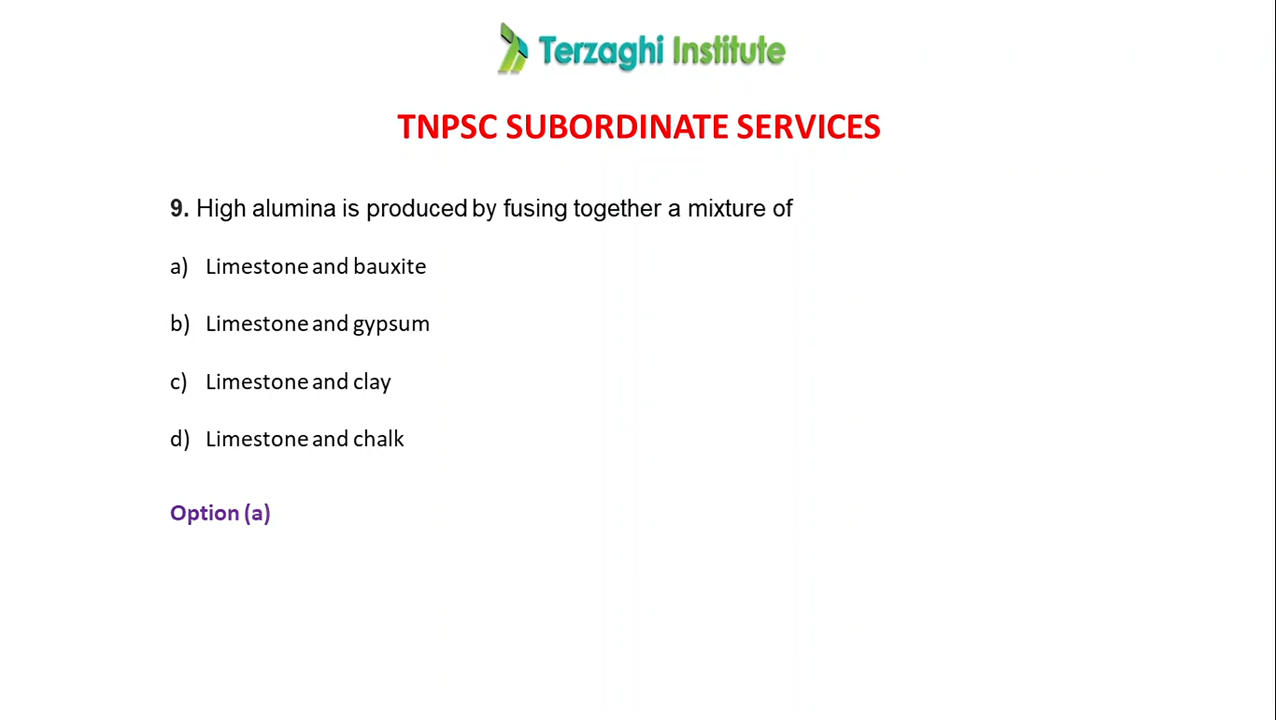 Terzaghi Institute
TNPSC SUBORDINATE SERVICES
9. High alumina is produced by fusing together a mixture of
a) Limestone and bauxite
b) Limestone and gypsum
c) Limestone and clay
d) Limestone and chalk
Option (a)